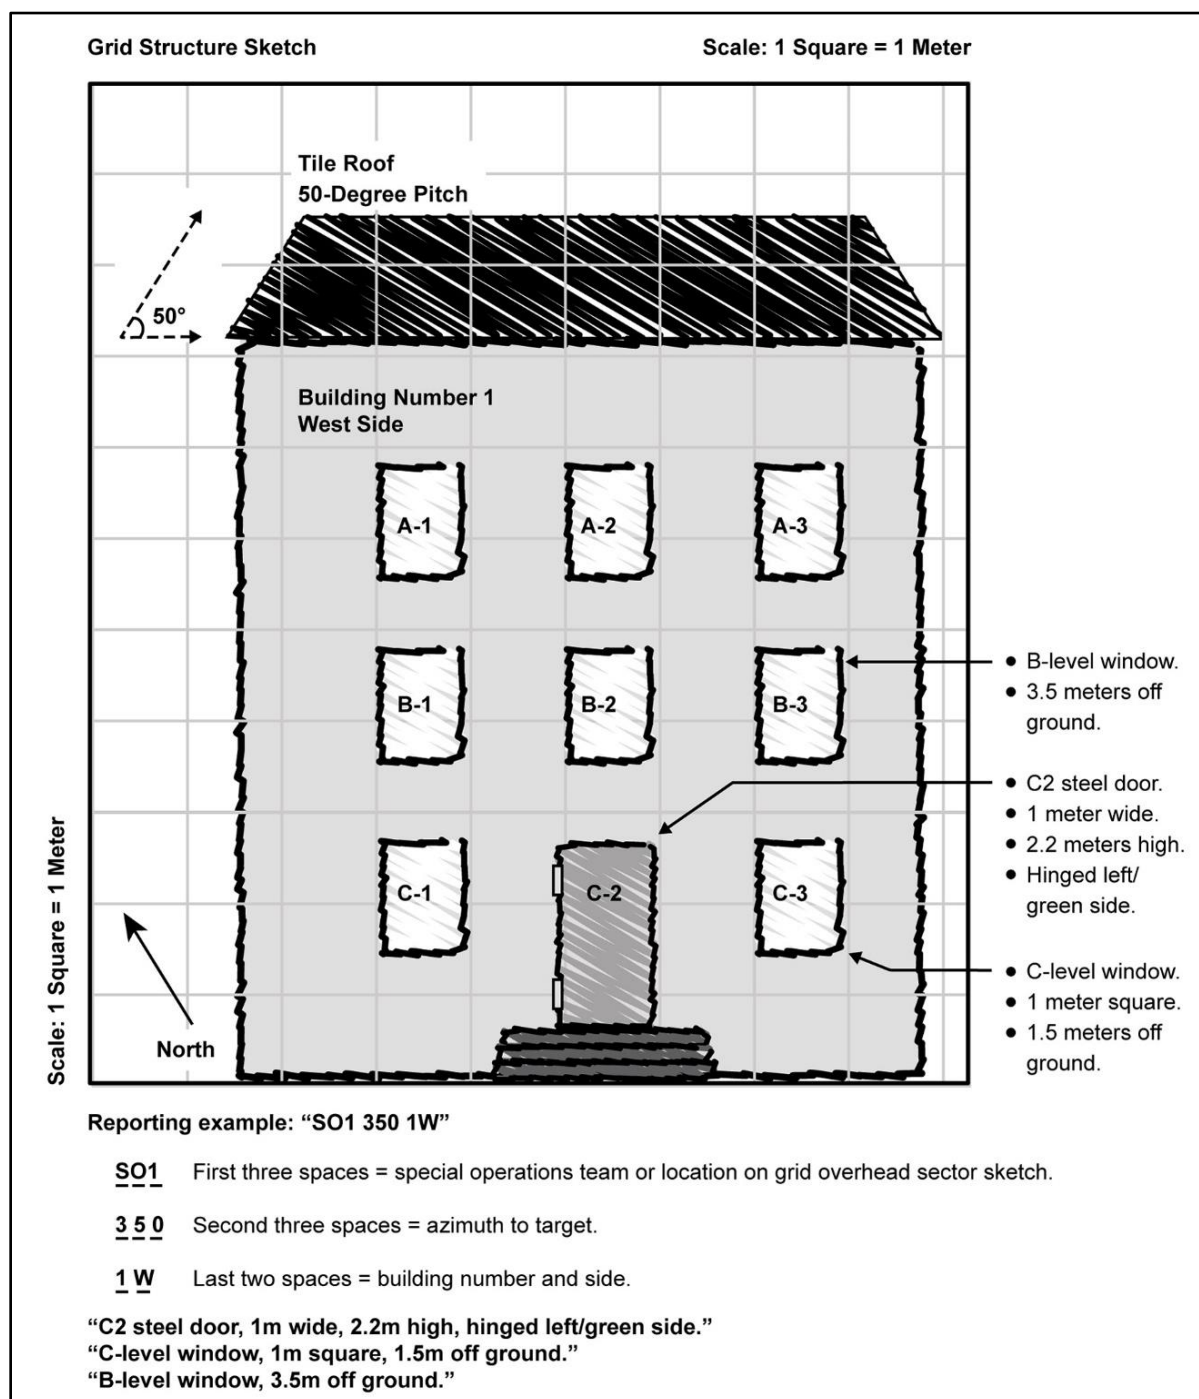 Grid Structure Sketch
Scale: 1 Square = 1 Meter
Tile Roof
50-Degree Pitch
50°
Building Number 1
West Side
A-1
A-2
A-3
B-1
B-2
B-3
C-1
C-2
C-3
North
Scale: 1 Square = 1 Meter
• B-level window.
• 3.5 meters off
ground.
• C2 steel door.
• 1 meter wide.
• 2.2 meters high.
• Hinged left/
green side.
• C-level window.
• 1 meter square.
• 1.5 meters off
ground.
Reporting example: “SO1 350 1W”
SO1 First three spaces = special operations team or location on grid overhead sector sketch.
3 5 0 Second three spaces = azimuth to target.
1 W Last two spaces = building number and side.
“C2 steel door, 1m wide, 2.2m high, hinged left/green side.”
“C-level window, 1m square, 1.5m off ground.”
“B-level window, 3.5m off ground.”